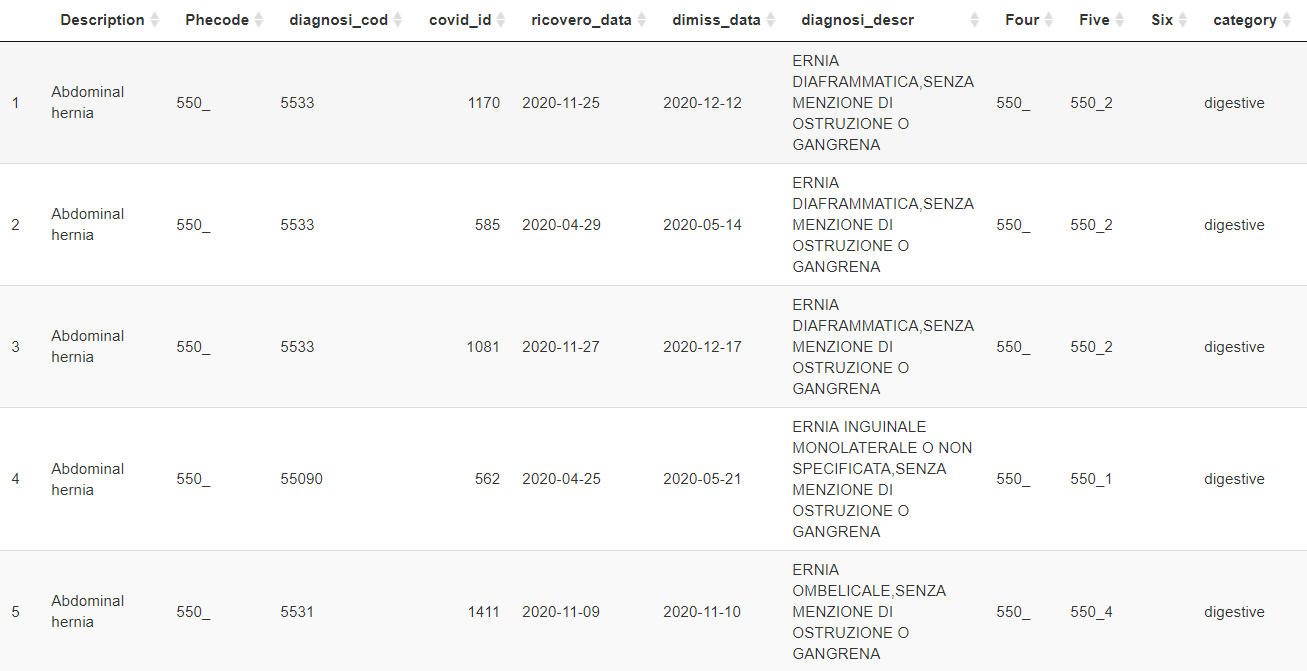 Description Phecode diagnosi_cod covid_id ricovero_data dimiss_data diagnosi_descr Four Five Six category
1 Abdominal hernia 550_ 5533 1170 2020-11-25 2020-12-12 ERNIA DIAFRAMMATICA,SENZA MENZIONE DI OSTRUZIONE O GANGRENA 550_ 550_2 digestive
2 Abdominal hernia 550_ 5533 585 2020-04-29 2020-05-14 ERNIA DIAFRAMMATICA,SENZA MENZIONE DI OSTRUZIONE O GANGRENA 550_ 550_2 digestive
3 Abdominal hernia 550_ 5533 1081 2020-11-27 2020-12-17 ERNIA DIAFRAMMATICA,SENZA MENZIONE DI OSTRUZIONE O GANGRENA 550_ 550_2 digestive
4 Abdominal hernia 550_ 55090 562 2020-04-25 2020-05-21 ERNIA INGUINALE MONOLATERALE O NON SPECIFICATA,SENZA MENZIONE DI OSTRUZIONE O GANGRENA 550_ 550_1 digestive
5 Abdominal hernia 550_ 5531 1411 2020-11-09 2020-11-10 ERNIA OMBELICALE,SENZA MENZIONE DI OSTRUZIONE O GANGRENA 550_ 550_4 digestive